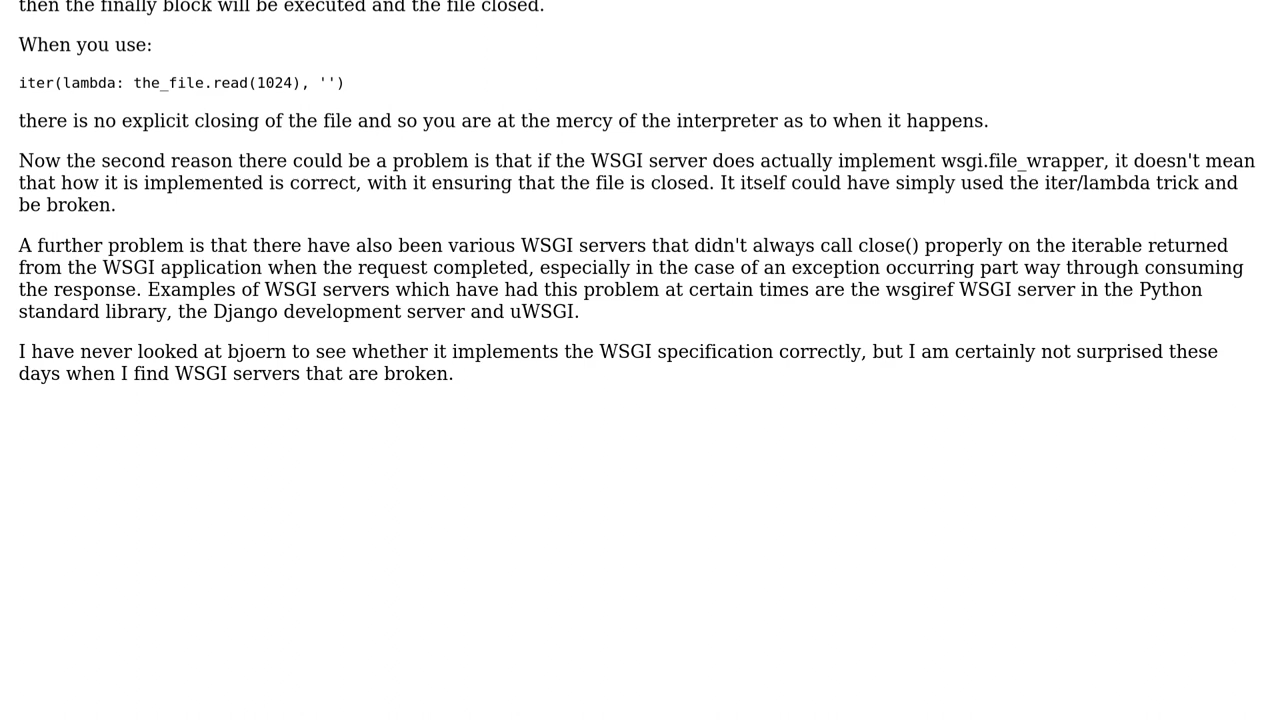 then the finally block will be executed and the file closed.
When you use:
iter(lambda: the_file.read(1024), '')
there is no explicit closing of the file and so you are at the mercy of the interpreter as to when it happens.
Now the second reason there could be a problem is that if the WSGI server does actually implement wsgi.file_wrapper, it doesn't mean
that how it is implemented is correct, with it ensuring that the file is closed. It itself could have simply used the iter/lambda trick and
be broken.
A further problem is that there have also been various WSGI servers that didn't always call close() properly on the iterable returned
from the WSGI application when the request completed, especially in the case of an exception occurring part way through consuming
the response. Examples of WSGI servers which have had this problem at certain times are the wsgiref WSGI server in the Python
standard library, the Django development server and uWSGI.
I have never looked at bjoern to see whether it implements the WSGI specification correctly, but I am certainly not surprised these
days when I find WSGI servers that are broken.